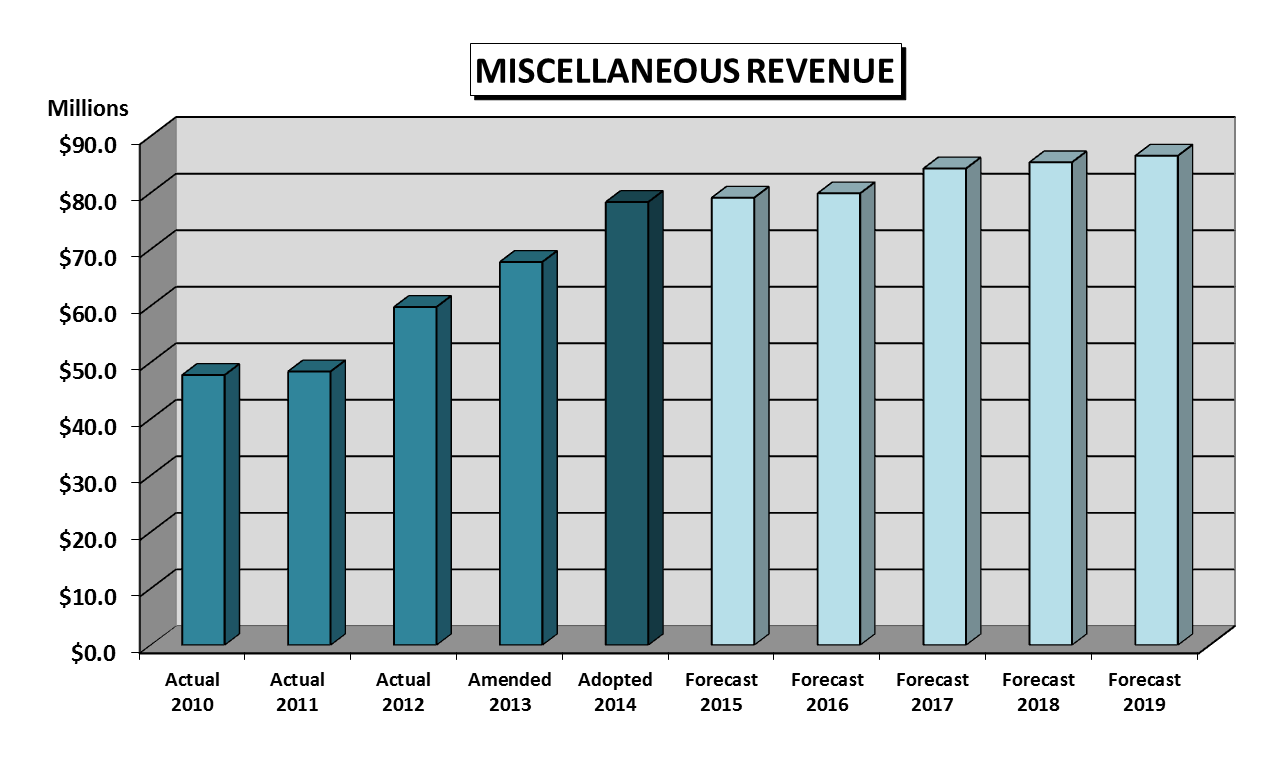 MISCELLANEOUS REVENUE
Millions
$90.0
$80.0
$70.0
$60.0
$50.0
$40.0
$30.0
$20.0
$10.0
$0.0
Actual 2010
Actual 2011
Actual 2012
Amended 2013
Adopted 2014
Forecast 2015
Forecast 2016
Forecast 2017
Forecast 2018
Forecast 2019